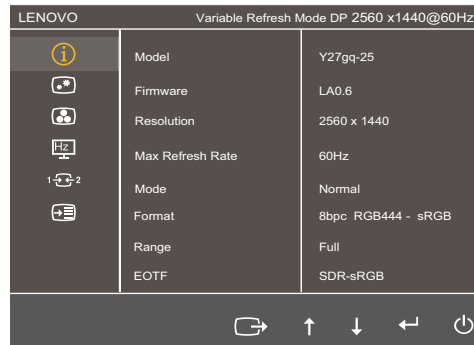 LENOVO Variable Refresh Mode DP 2560 x1440@60Hz
Model Y27gq-25
Firmware LA0.6
Resolution 2560 x 1440
Hz
Max Refresh Rate 60Hz
1 2
Mode Normal
Format 8bpc RGB444 - sRGB
Range Full
EOTF SDR-sRGB